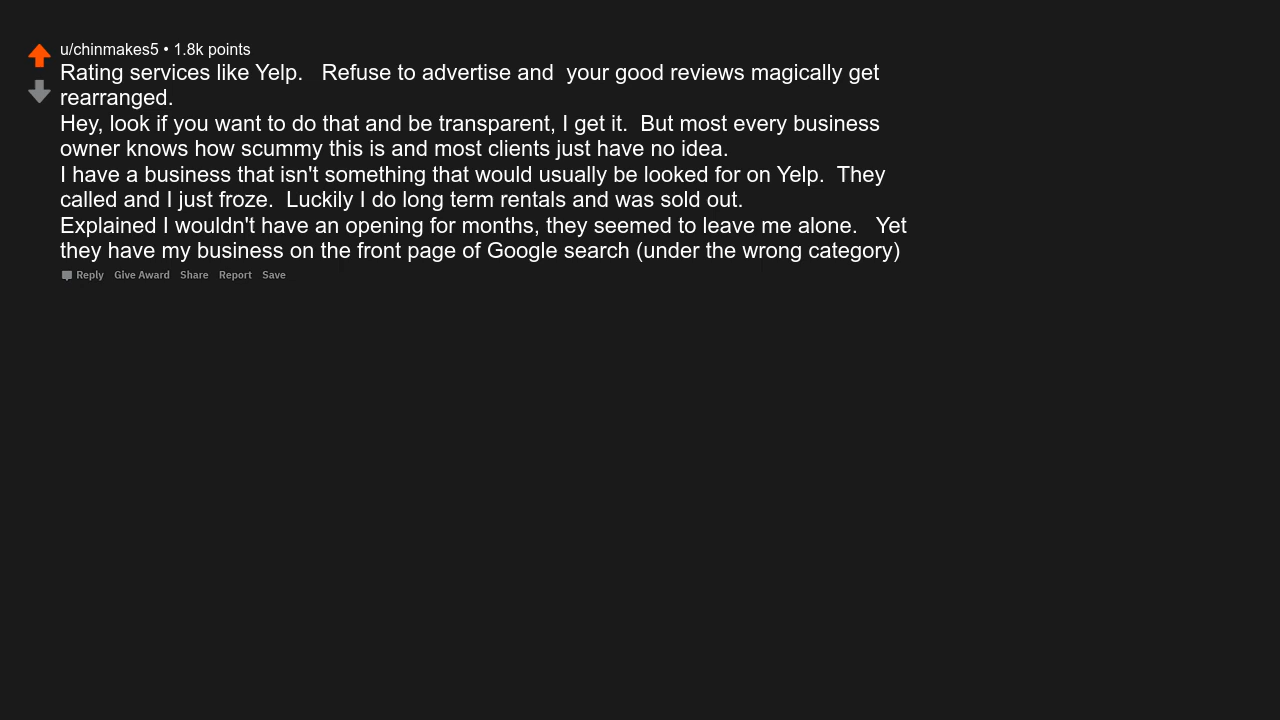 u/chinmakes5 • 1.8k points
Rating services like Yelp.   Refuse to advertise and  your good reviews magically get
rearranged.
Hey, look if you want to do that and be transparent, I get it.  But most every business
owner knows how scummy this is and most clients just have no idea.
I have a business that isn't something that would usually be looked for on Yelp.  They
called and I just froze.  Luckily I do long term rentals and was sold out.
Explained I wouldn't have an opening for months, they seemed to leave me alone.   Yet
they have my business on the front page of Google search (under the wrong category)
Reply Give Award Share Report Save